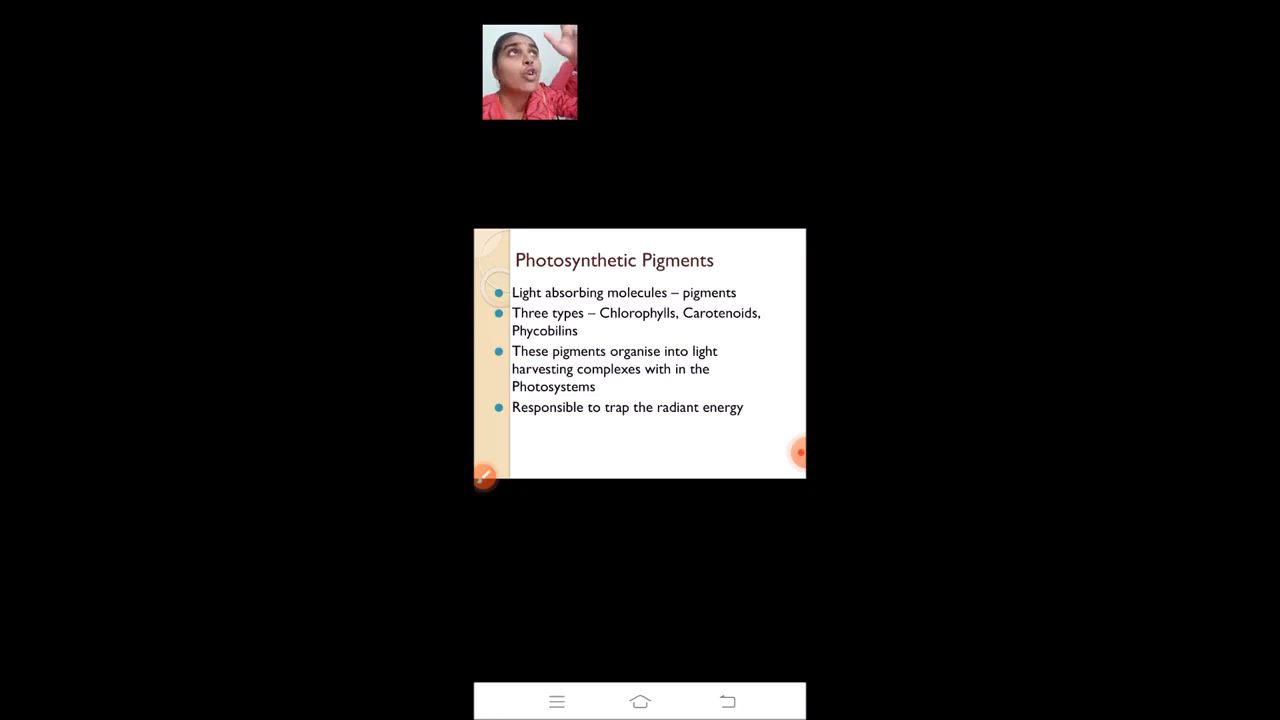 Photosynthetic Pigments
Light absorbing molecules – pigments
Three types – Chlorophylls, Carotenoids,
Phycobilins
These pigments organise into light
harvesting complexes with in the
Photosystems
Responsible to trap the radiant energy